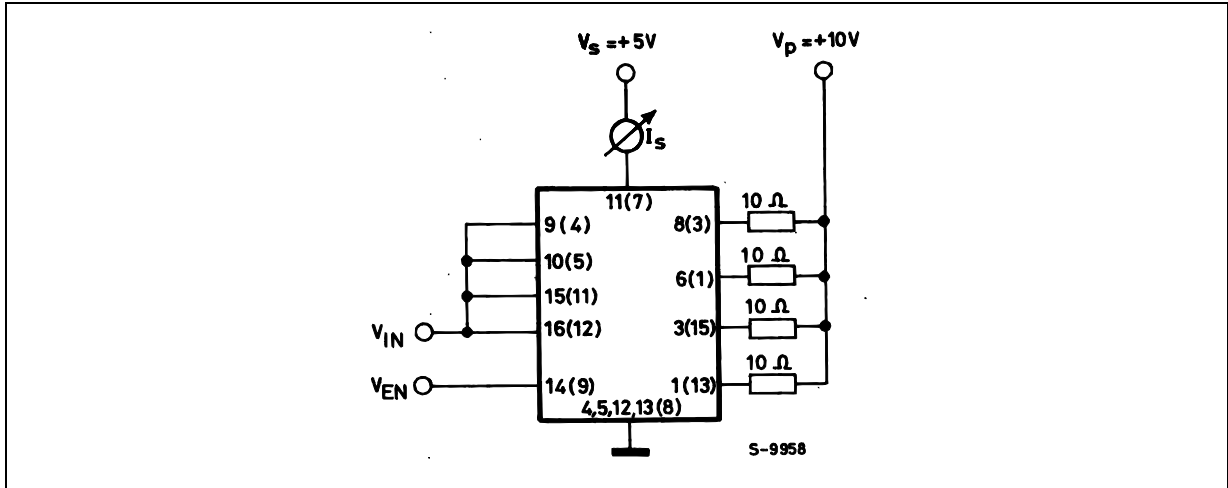 Vs =+5V
Vp =+10V
Is
11(7)
9(4)
8(3)
10 Ω
10(5)
6(1)
10 Ω
15(11)
3(15)
10 Ω
VIN
16(12)
VEN
14(9)
1(13)
10 Ω
4,5,12,13(8)
S-9958